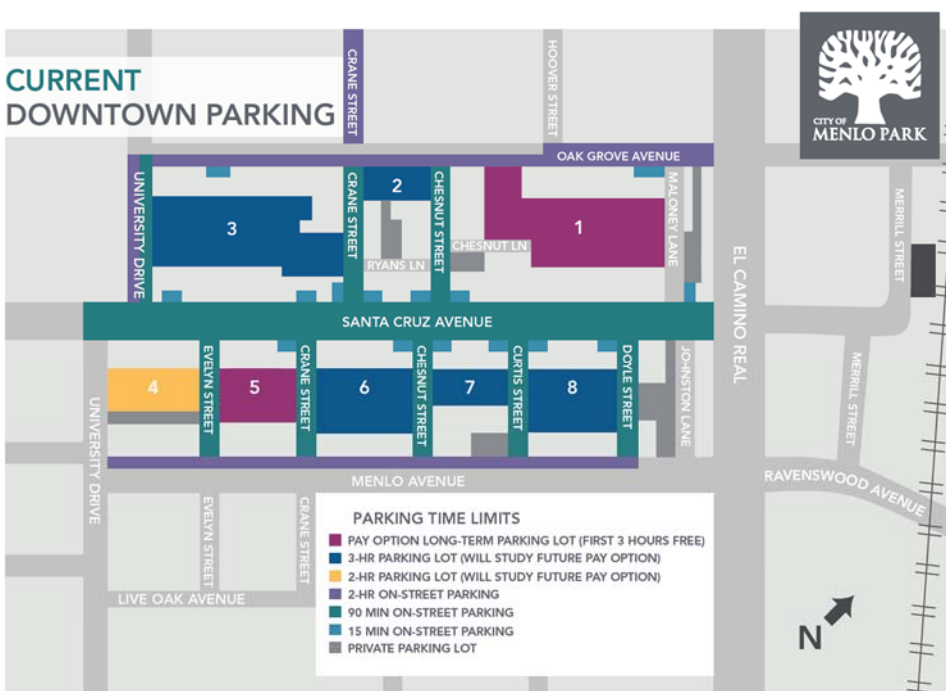 CURRENT
DOWNTOWN PARKING
CRANE STREET
HOOVER STREET
CITY OF
MENLO PARK
OAK GROVE AVENUE
UNIVERSITY DRIVE
3
CRANE STREET
2
CHESNUT STREET
RYANS LN
CHESNUT LN
1
MALONEY LANE
MERRILL STREET
SANTA CRUZ AVENUE
EL CAMINO REAL
UNIVERSITY DRIVE
4
EVELYN STREET
5
CRANE STREET
6
CHESNUT STREET
7
CURTIS STREET
8
DOYLE STREET
JOHNSTON LANE
MERRILL STREET
MENLO AVENUE
RAVENSWOOD AVENUE
EVELYN STREET
CRANE STREET
LIVE OAK AVENUE
PARKING TIME LIMITS
PAY OPTION LONG-TERM PARKING LOT (FIRST 3 HOURS FREE)
3-HR PARKING LOT (WILL STUDY FUTURE PAY OPTION)
2-HR PARKING LOT (WILL STUDY FUTURE PAY OPTION)
2-HR ON-STREET PARKING
90 MIN ON-STREET PARKING
15 MIN ON-STREET PARKING
PRIVATE PARKING LOT
N